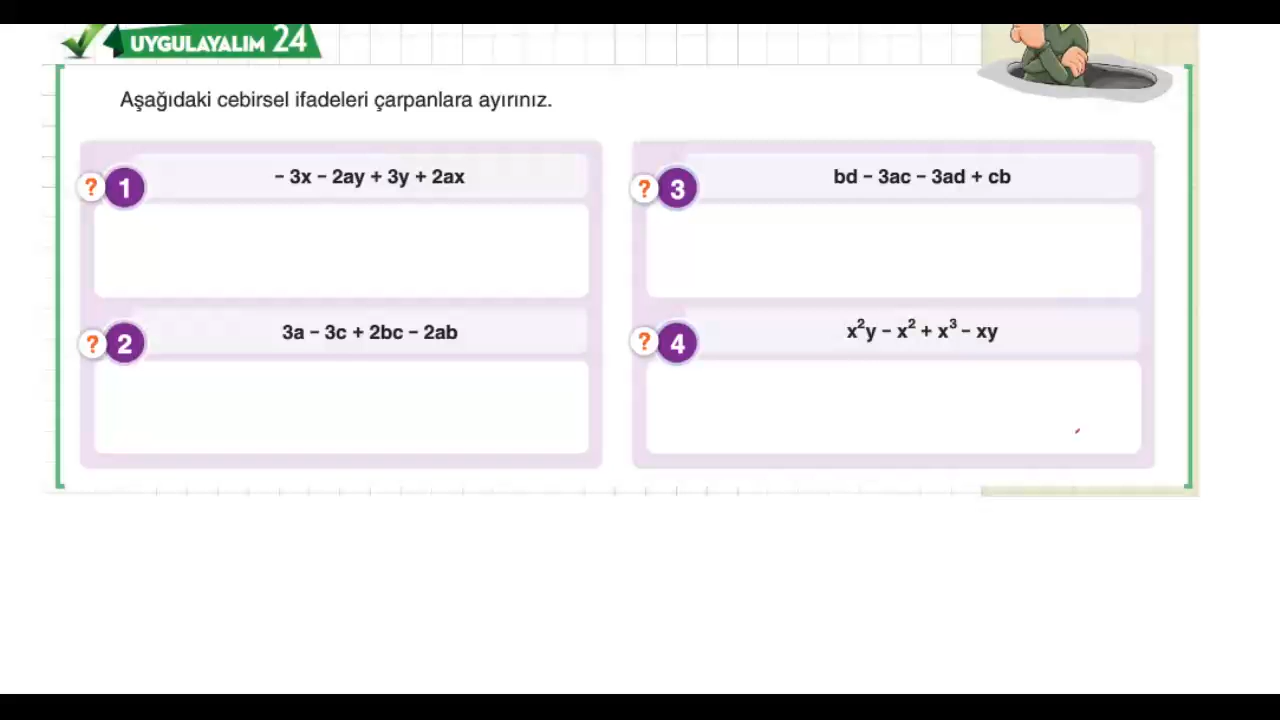 UYGULAYALIM 24
Aşağıdaki cebirsel ifadeleri çarpanlara ayırınız.
? 1 – 3x – 2ay + 3y + 2ax
? 2 3a – 3c + 2bc – 2ab
? 3 bd – 3ac – 3ad + cb
? 4 x²y – x² + x³ – xy